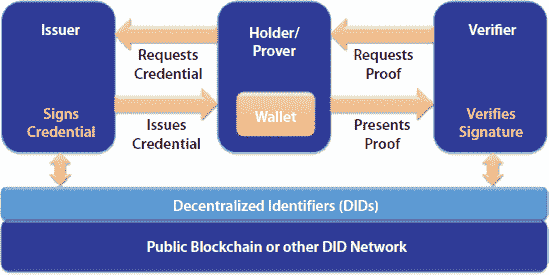 Issuer
Holder/
Prover
Verifier
Requests
Credential
Requests
Proof
Signs
Credential
Issues
Credential
Wallet
Presents
Proof
Verifies
Signature
Decentralized Identifiers (DIDs)
Public Blockchain or other DID Network